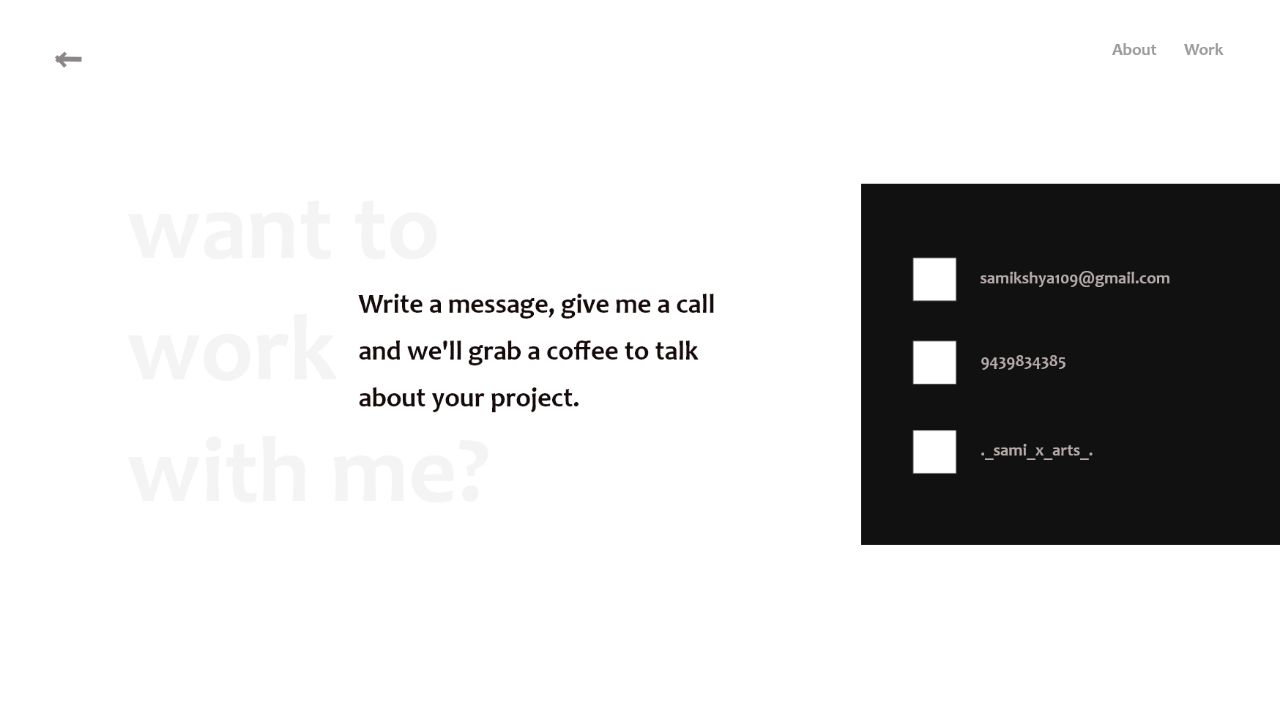 About
Work
want to
work
with me?
Write a message, give me a call
and we'll grab a coffee to talk
about your project.
samikshya109@gmail.com
9439834385
._sami_x_arts_.